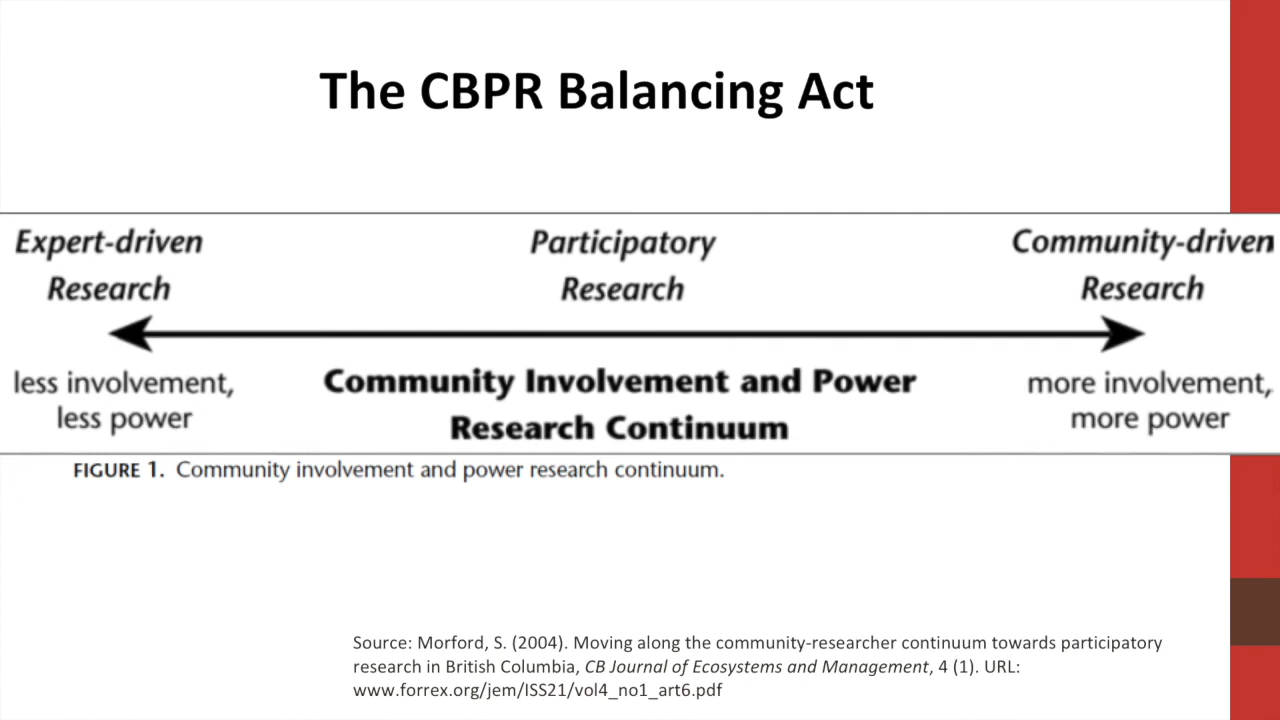 The CBPR Balancing Act
Expert-driven
Research
Participatory
Research
Community-driven
Research
less involvement,
less power
Community Involvement and Power
Research Continuum
more involvement,
more power
FIGURE 1. Community involvement and power research continuum.
Source: Morford, S. (2004). Moving along the community-researcher continuum towards participatory
research in British Columbia, CB Journal of Ecosystems and Management, 4 (1). URL:
www.forrex.org/jem/ISS21/vol4_no1_art6.pdf